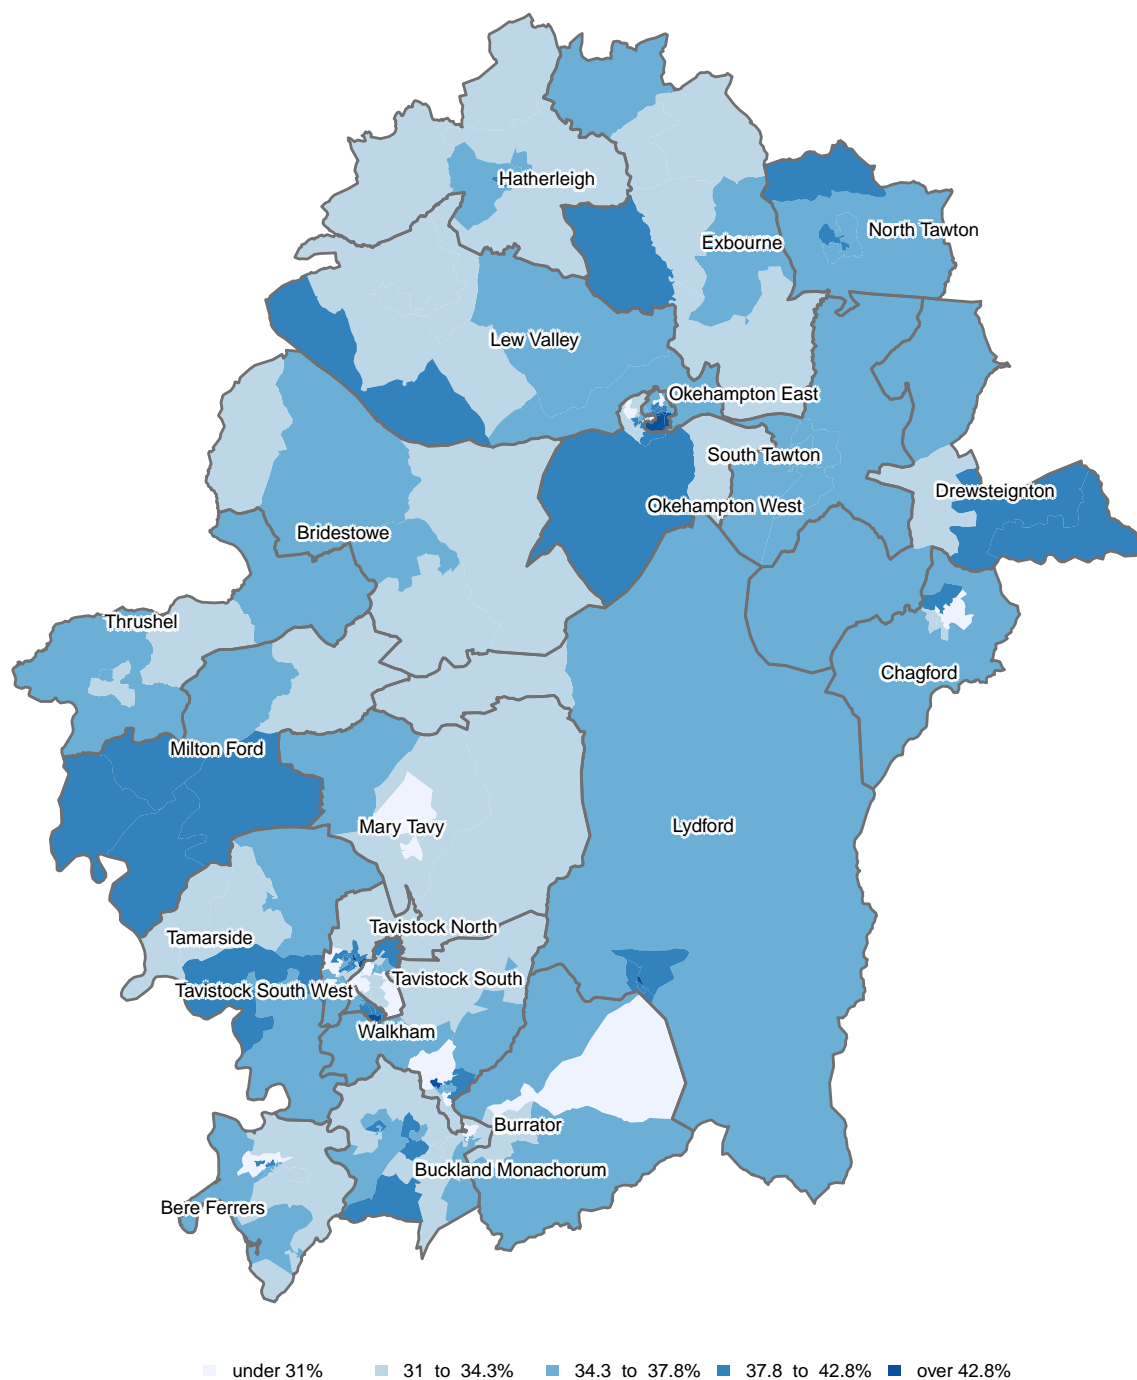 Hatherleigh
North Tawton
Exbourne
Lew Valley
Okehampton East
South Tawton
Drewsteignton
Okehampton West
Bridestowe
Thrushel
Chagford
Milton Ford
Mary Tavy
Lydford
Tavistock North
Tamarside
Tavistock South
Tavistock South West
Walkham
Burrator
Buckland Monachorum
Bere Ferrers
under 31% 31 to 34.3% 34.3 to 37.8% 37.8 to 42.8% over 42.8%